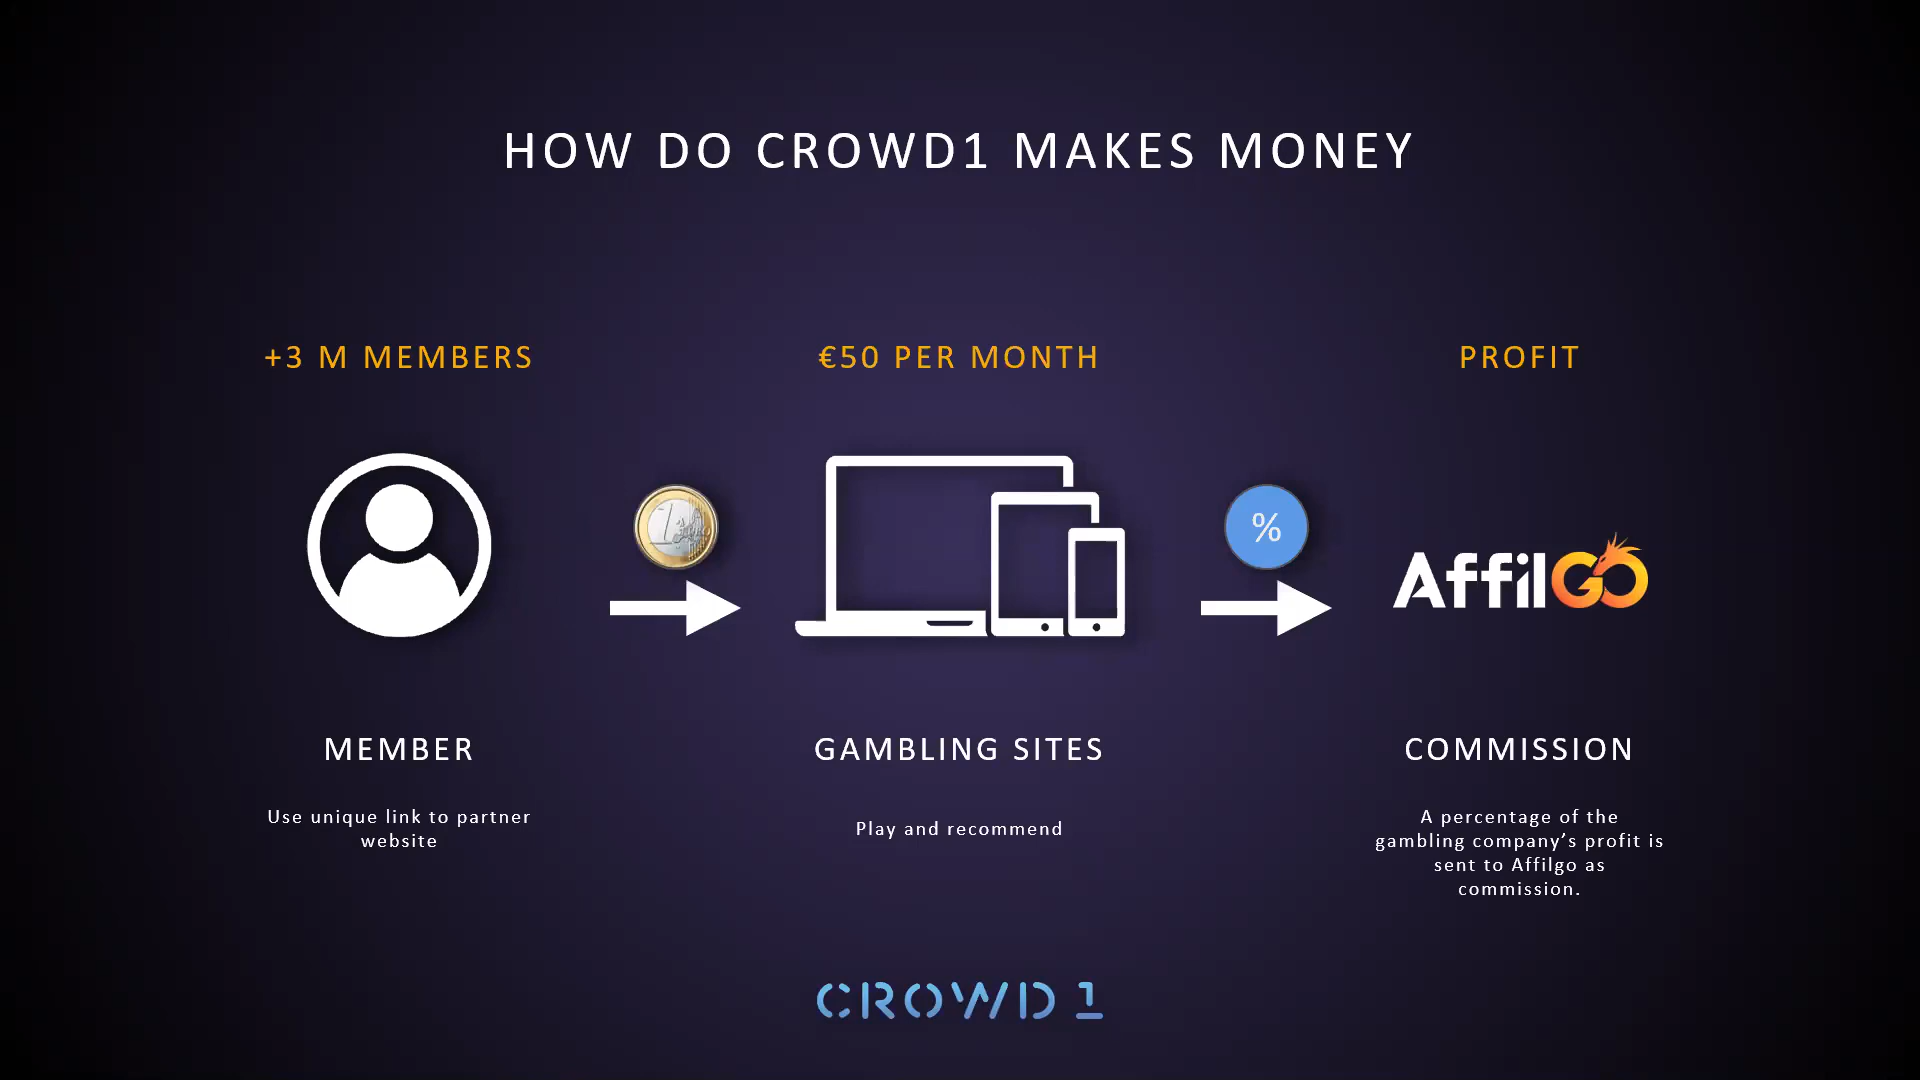 HOW DO CROWD1 MAKES MONEY
+3 M MEMBERS
€50 PER MONTH
PROFIT
1
%
AffilGO
MEMBER
GAMBLING SITES
COMMISSION
Use unique link to partner
website
Play and recommend
A percentage of the
gambling company’s profit is
sent to Affilgo as
commission.
CROWD 1